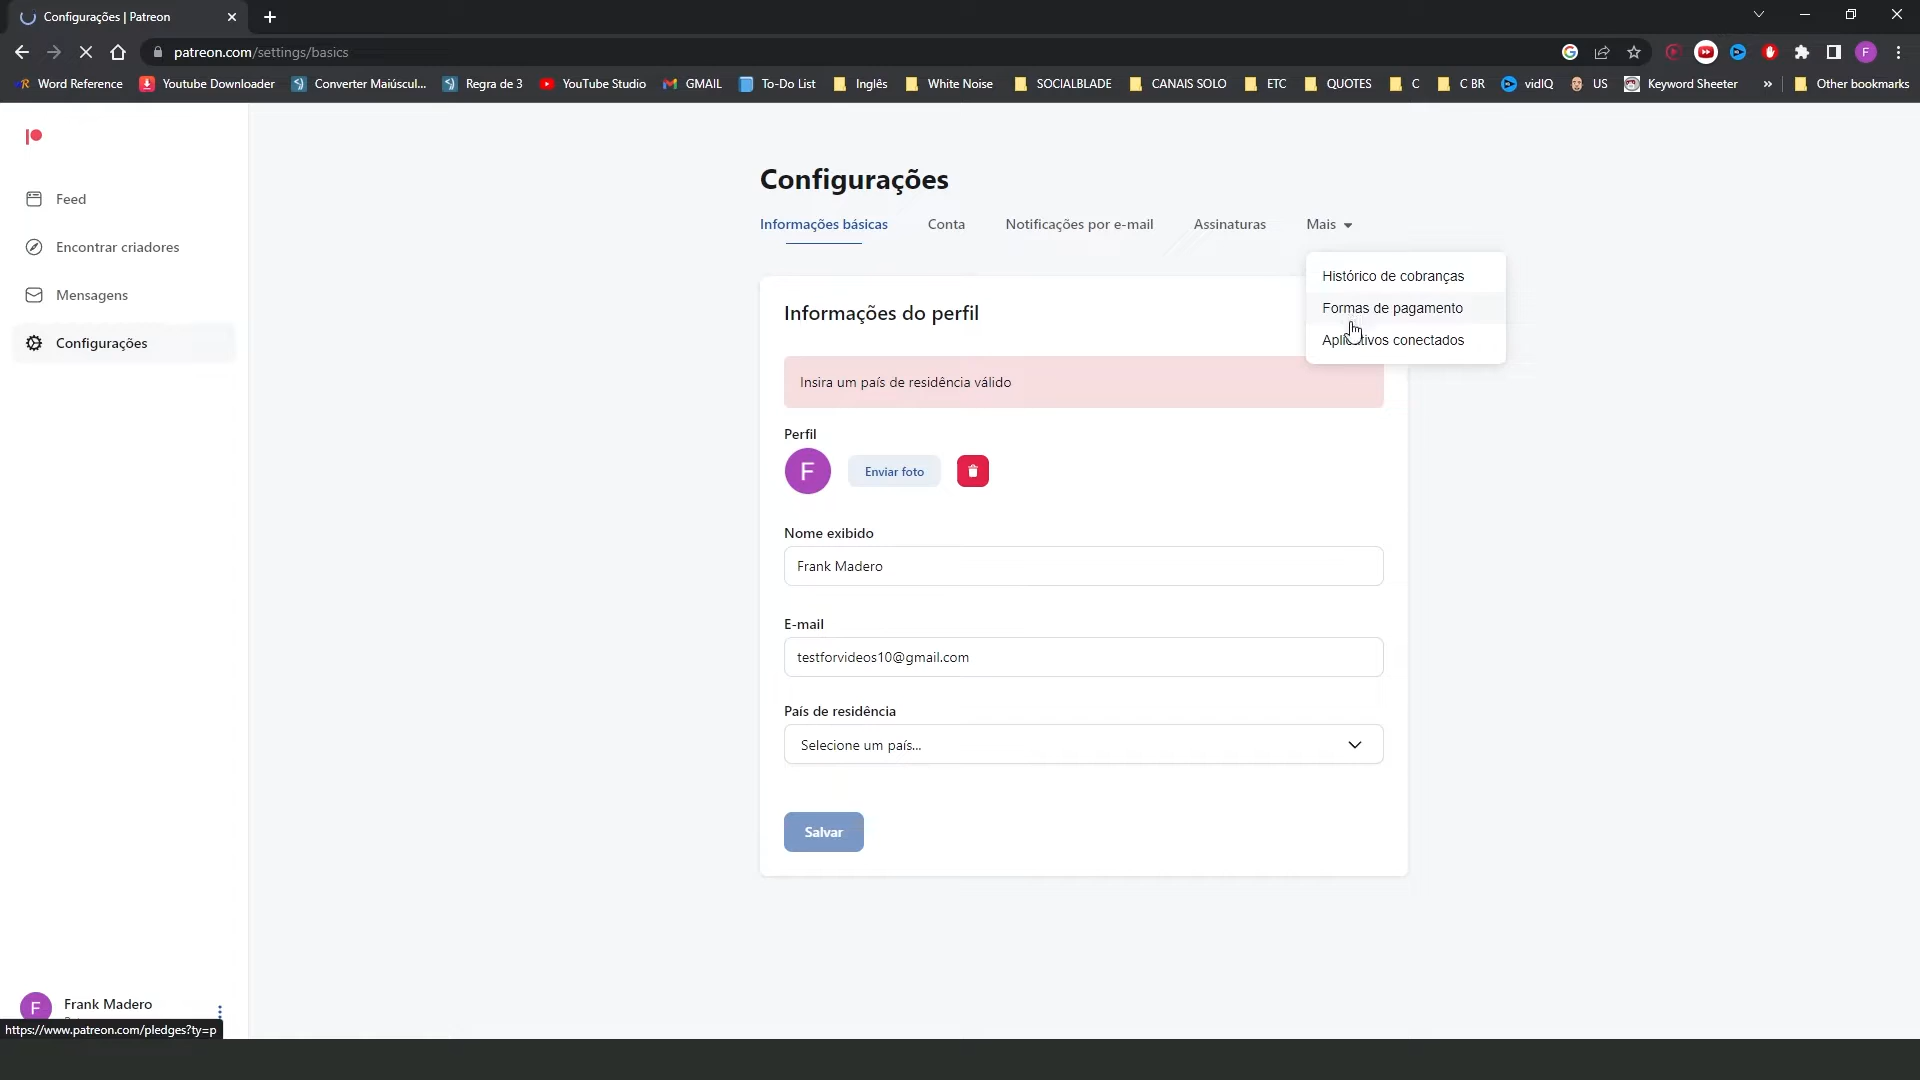 Configurações | Patreon
patreon.com/settings/basics
Word Reference
Youtube Downloader
Converter Maiúscul...
Regra de 3
YouTube Studio
GMAIL
To-Do List
Inglês
White Noise
SOCIALBLADE
CANAIS SOLO
ETC
QUOTES
C
C BR
vidIQ
US
Keyword Sheeter
»
Other bookmarks
Feed
Encontrar criadores
Mensagens
Configurações
Configurações
Informações básicas
Conta
Notificações por e-mail
Assinaturas
Mais
Histórico de cobranças
Formas de pagamento
Aplicativos conectados
Informações do perfil
Insira um país de residência válido
Perfil
F
Enviar foto
Nome exibido
Frank Madero
E-mail
testforvideos10@gmail.com
País de residência
Selecione um país...
Salvar
F
Frank Madero
https://www.patreon.com/pledges?ty=p